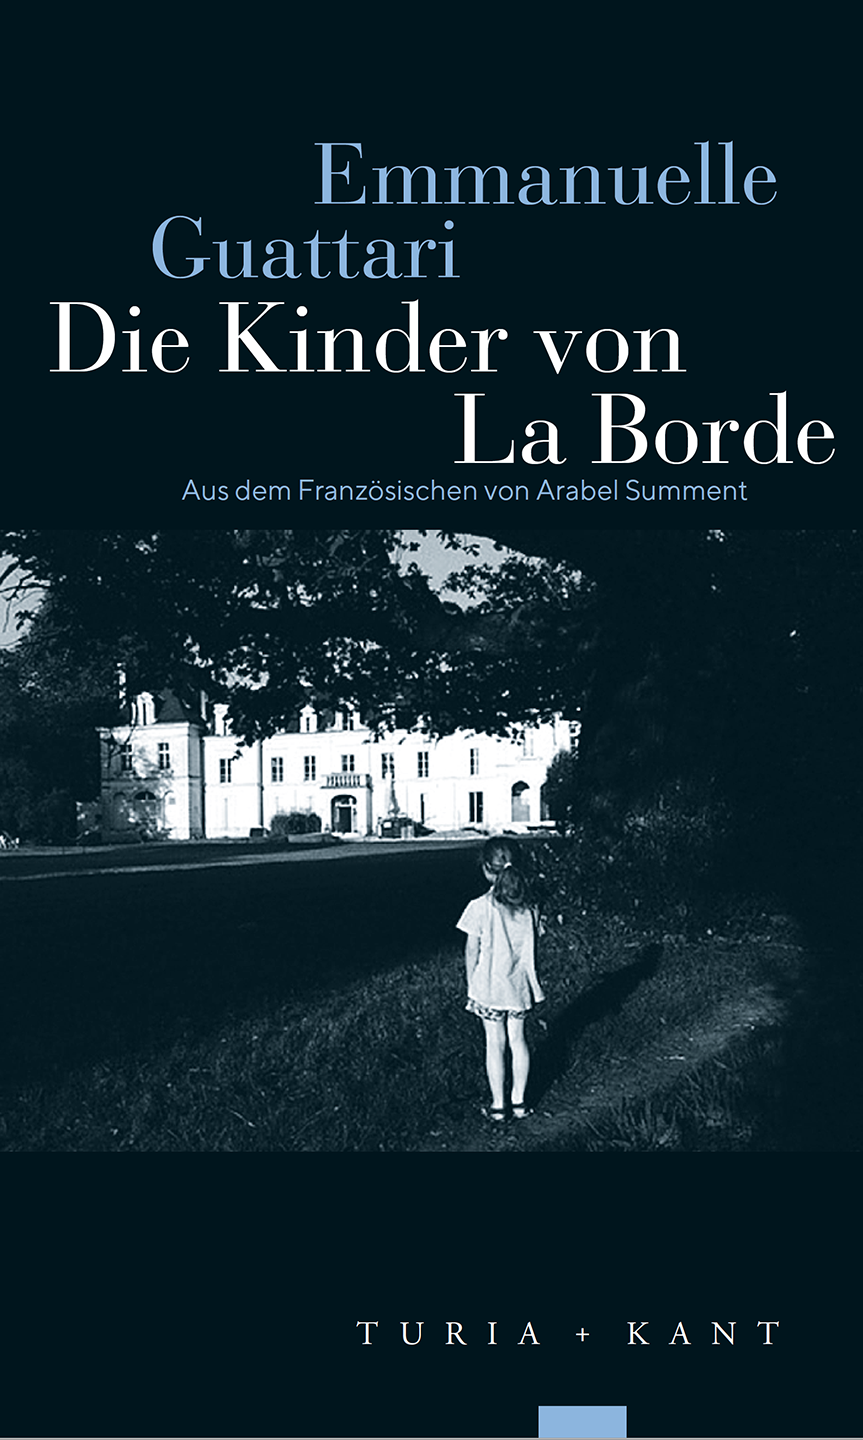 Emmanuelle
Guattari
Die Kinder von
La Borde
Aus dem Französischen von Arabel Summent
TURIA + KANT